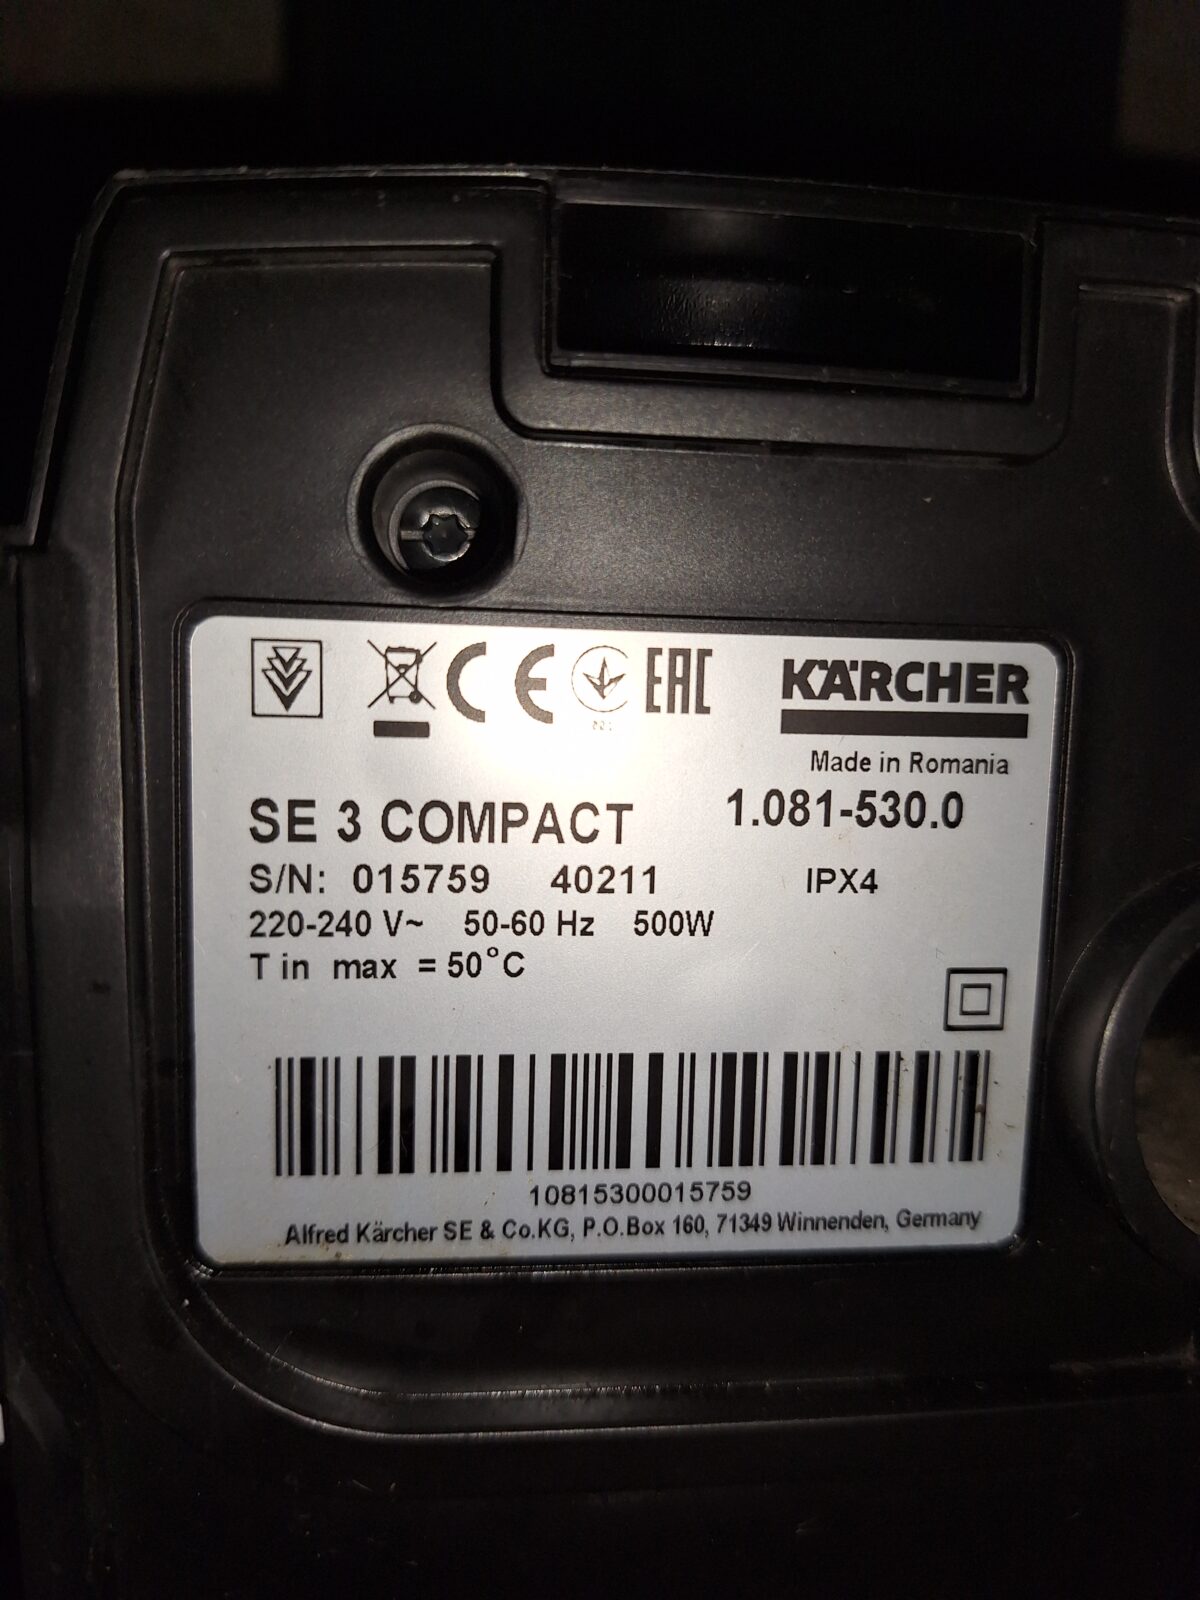 CE EAC KÄRCHER
Made in Romania
SE 3 COMPACT 1.081-530.0
S/N: 015759 40211 IPX4
220-240 V~ 50-60 Hz 500W
T in max = 50°C
10815300015759
Alfred Kärcher SE & Co.KG, P.O.Box 160, 71349 Winnenden, Germany